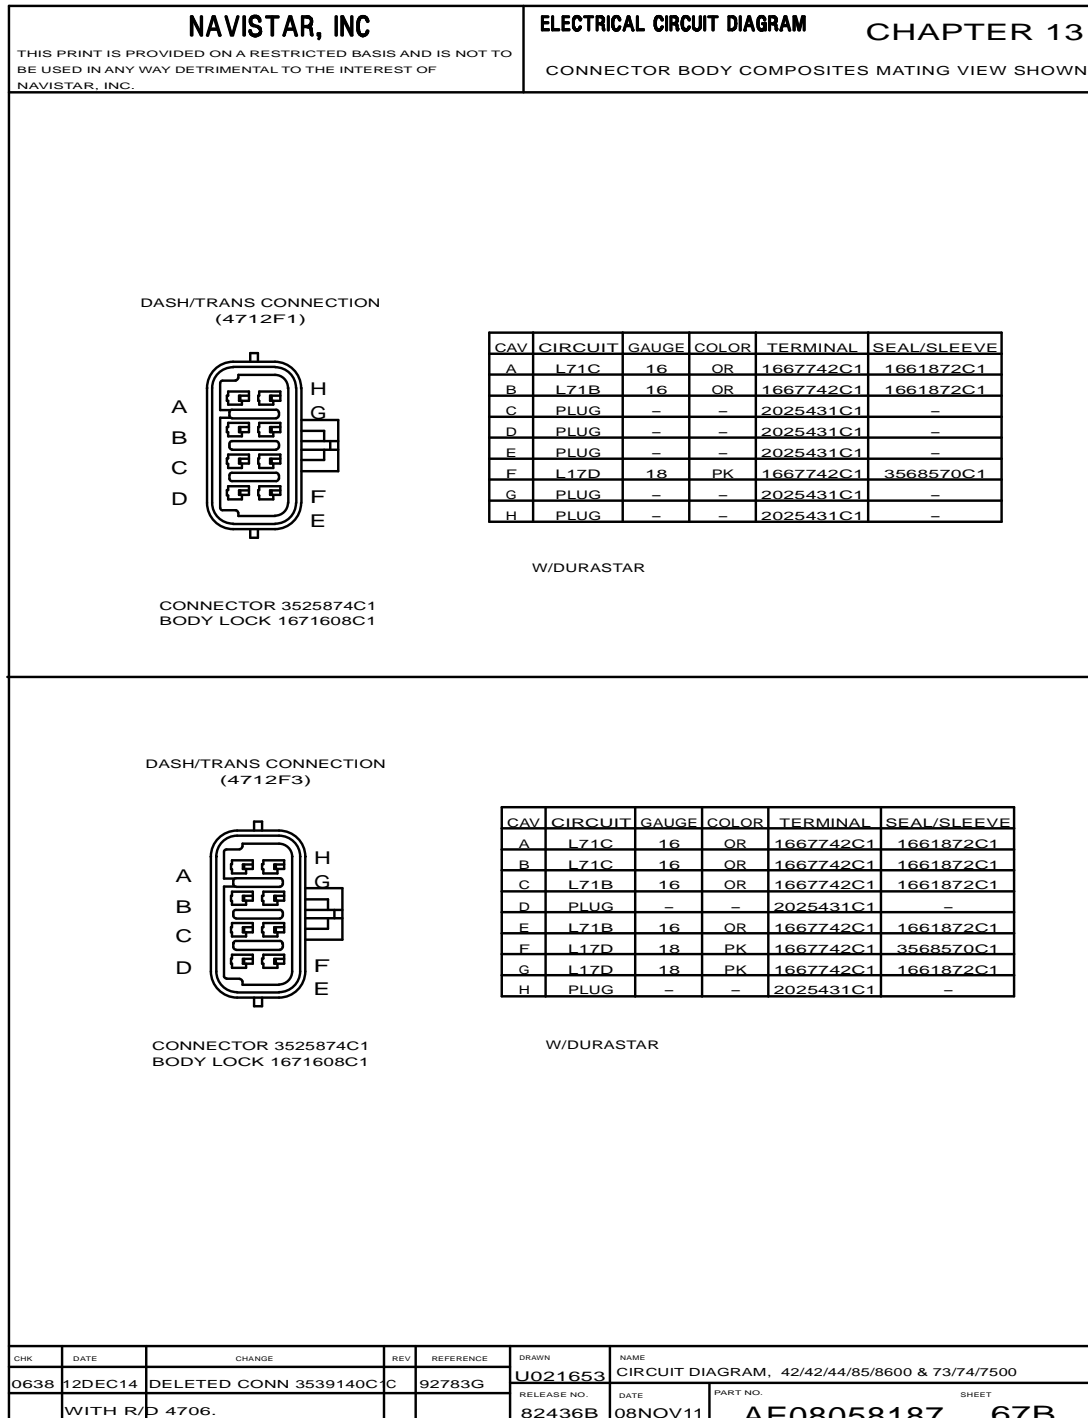 NAVISTAR, INC
THIS PRINT IS PROVIDED ON A RESTRICTED BASIS AND IS NOT TO
BE USED IN ANY WAY DETRIMENTAL TO THE INTEREST OF
NAVISTAR, INC.
ELECTRICAL CIRCUIT DIAGRAM CHAPTER 13
CONNECTOR BODY COMPOSITES MATING VIEW SHOWN
DASH/TRANS CONNECTION
(4712F1)
A
B
C
D
H
G
F
E
CONNECTOR 3525874C1
BODY LOCK 1671608C1
CAV CIRCUIT GAUGE COLOR TERMINAL SEAL/SLEEVE
A L71C 16 OR 1667742C1 1661872C1
B L71B 16 OR 1667742C1 1661872C1
C PLUG – – 2025431C1 –
D PLUG – – 2025431C1 –
E PLUG – – 2025431C1 –
F L17D 18 PK 1667742C1 3568570C1
G PLUG – – 2025431C1 –
H PLUG – – 2025431C1 –
W/DURASTAR
DASH/TRANS CONNECTION
(4712F3)
A
B
C
D
H
G
F
E
CONNECTOR 3525874C1
BODY LOCK 1671608C1
CAV CIRCUIT GAUGE COLOR TERMINAL SEAL/SLEEVE
A L71C 16 OR 1667742C1 1661872C1
B L71C 16 OR 1667742C1 1661872C1
C L71B 16 OR 1667742C1 1661872C1
D PLUG – – 2025431C1 –
E L71B 16 OR 1667742C1 1661872C1
F L17D 18 PK 1667742C1 3568570C1
G L17D 18 PK 1667742C1 1661872C1
H PLUG – – 2025431C1 –
W/DURASTAR
CHK DATE CHANGE REV REFERENCE
0638 12DEC14 DELETED CONN 3539140C1 C 92783G
WITH R/D 4706.
DRAWN
U021653
NAME
CIRCUIT DIAGRAM, 42/42/44/85/8600 & 73/74/7500
RELEASE NO.
82436B
DATE
08NOV11
PART NO.
AE08058187
SHEET
67B